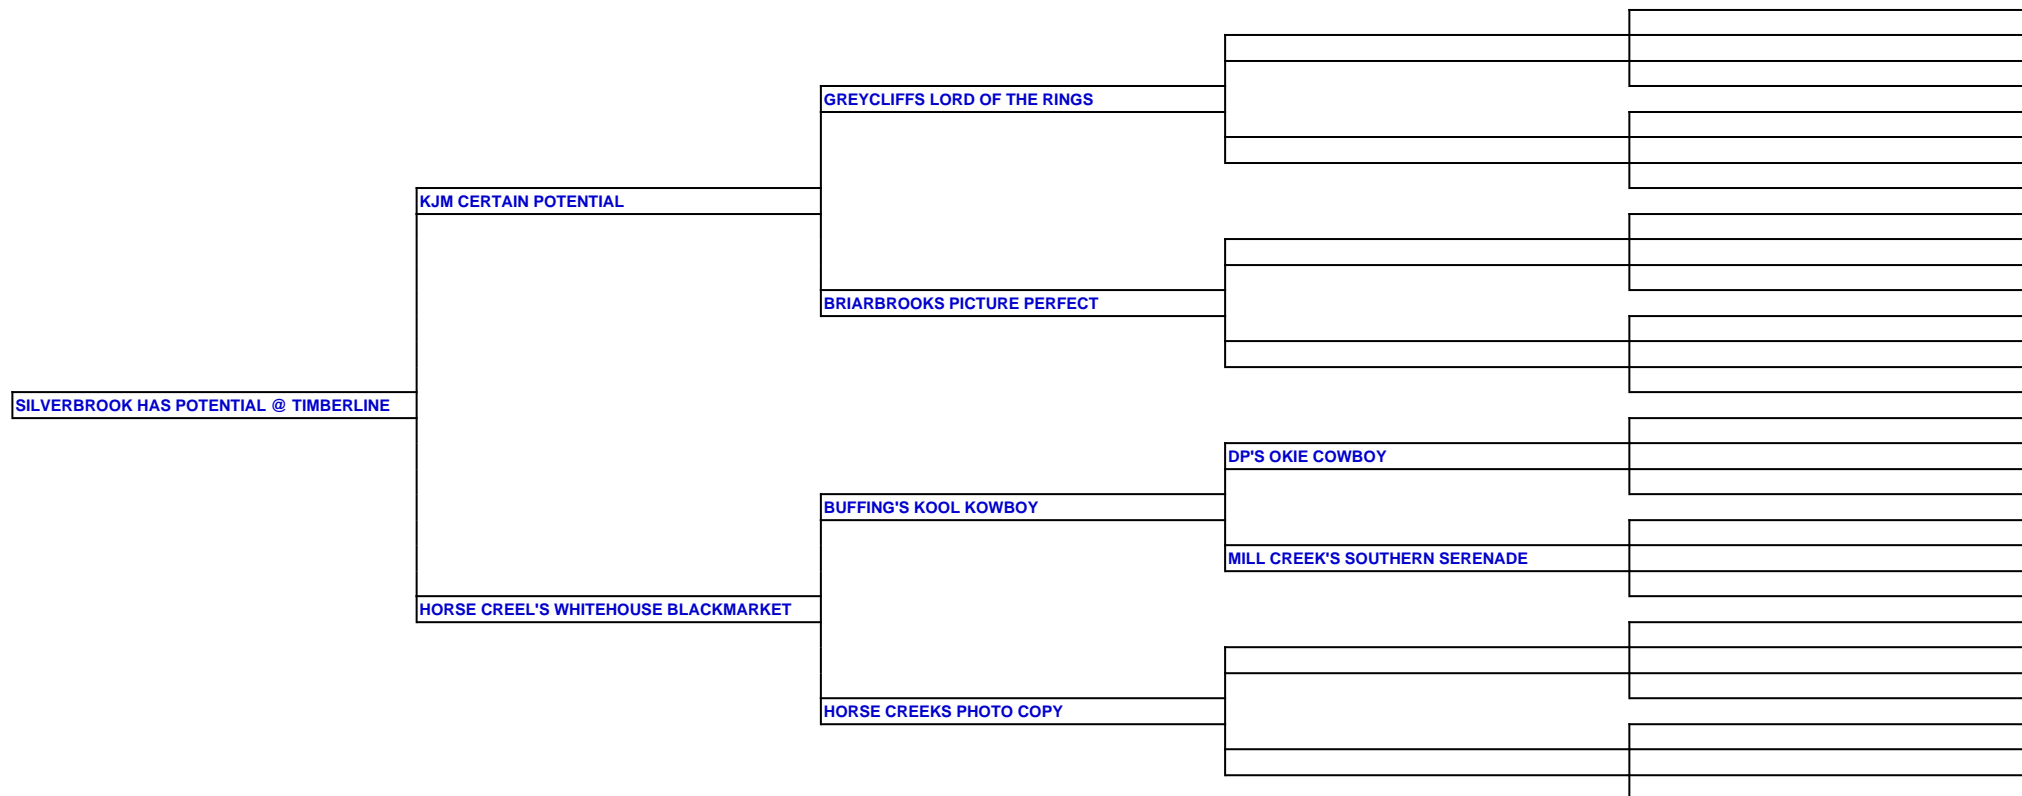 GREYCLIFFS LORD OF THE RINGS
KJM CERTAIN POTENTIAL
BRIARBROOKS PICTURE PERFECT
SILVERBROOK HAS POTENTIAL @ TIMBERLINE
DP'S OKIE COWBOY
BUFFING'S KOOL KOWBOY
MILL CREEK'S SOUTHERN SERENADE
HORSE CREEL'S WHITEHOUSE BLACKMARKET
HORSE CREEKS PHOTO COPY